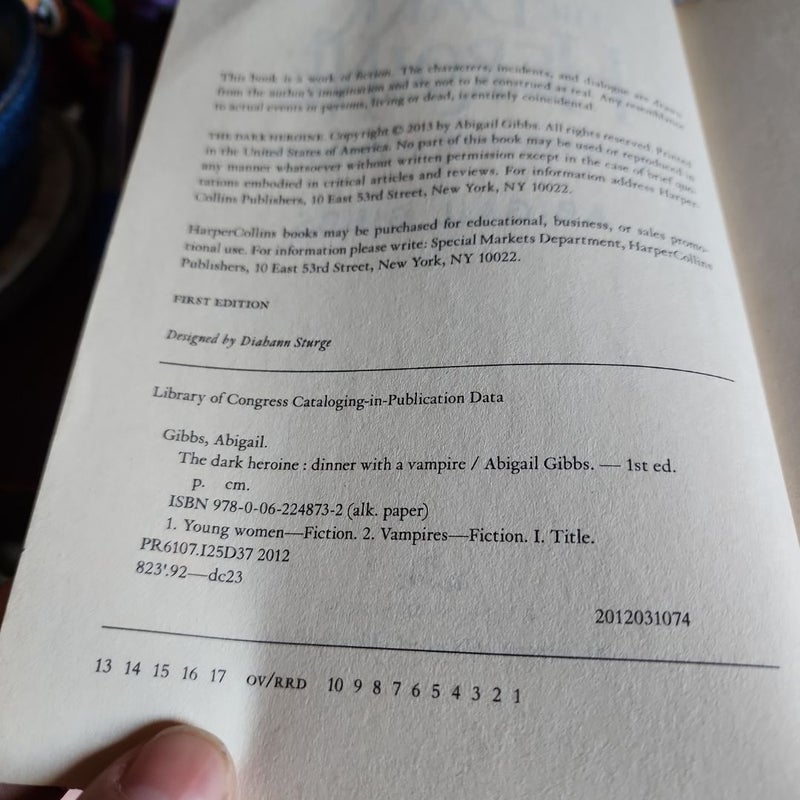 This book is a work of fiction. The characters, incidents, and dialogue are drawn
from the author's imagination and are not to be construed as real. Any resemblance
to actual events or persons, living or dead, is entirely coincidental.
THE DARK HEROINE. Copyright © 2013 by Abigail Gibbs. All rights reserved. Printed
in the United States of America. No part of this book may be used or reproduced in
any manner whatsoever without written permission except in the case of brief quo-
tations embodied in critical articles and reviews. For information address Harper-
Collins Publishers, 10 East 53rd Street, New York, NY 10022.
HarperCollins books may be purchased for educational, business, or sales promo-
tional use. For information please write: Special Markets Department, HarperCollins
Publishers, 10 East 53rd Street, New York, NY 10022.
FIRST EDITION
Designed by Diahann Sturge
Library of Congress Cataloging-in-Publication Data
Gibbs, Abigail.
The dark heroine : dinner with a vampire / Abigail Gibbs. — 1st ed.
p. cm.
ISBN 978-0-06-224873-2 (alk. paper)
1. Young women—Fiction. 2. Vampires—Fiction. I. Title.
PR6107.I25D37 2012
823'.92—dc23
2012031074
13 14 15 16 17 OV/RRD 10 9 8 7 6 5 4 3 2 1